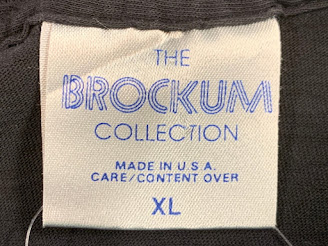 THE
BROCKUM
COLLECTION
MADE IN U.S.A.
CARE/CONTENT OVER
XL